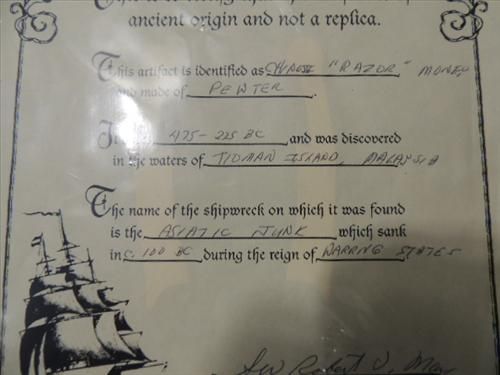 ancient origin and not a replica.
This artifact is identified as CHINESE "RAZOR" MONEY
and made of PEWTER.
475-225 BC and was discovered
in the waters of TIOMAN ISLAND, MALAYSIA
The name of the shipwreck on which it was found
is the ASIATIC JUNK which sank
in C. 100 BC during the reign of WARRING STATES
Robert